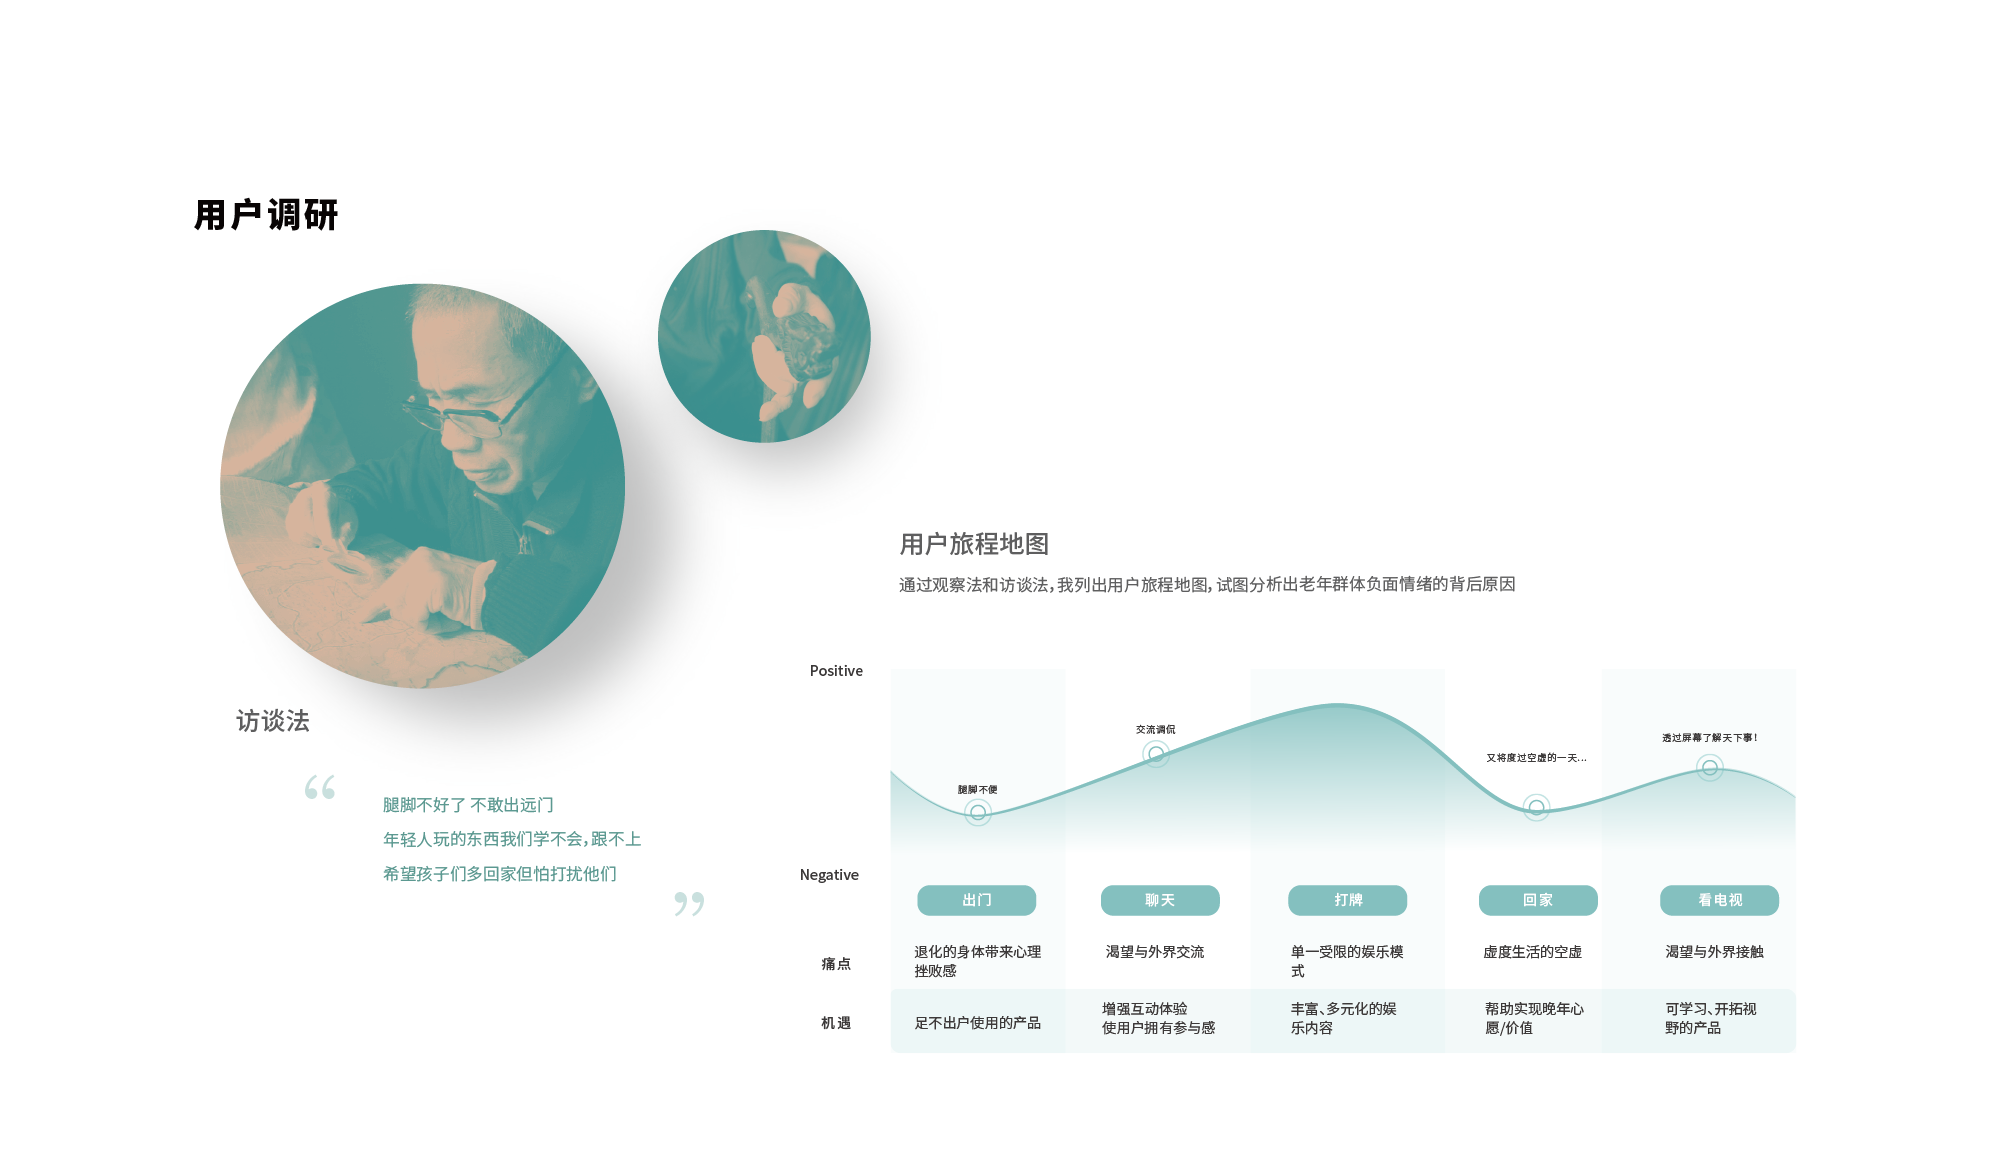 用户调研
访谈法
“
腿脚不好了 不敢出远门
年轻人玩的东西我们学不会，跟不上
希望孩子们多回家但怕打扰他们
”
用户旅程地图
通过观察法和访谈法，我列出用户旅程地图，试图分析出老年群体负面情绪的背后原因
Positive
腿脚不便
交流调侃
又将度过空虚的一天...
透过屏幕了解天下事！
Negative
出门
聊天
打牌
回家
看电视
痛点
退化的身体带来心理
挫败感
渴望与外界交流
单一受限的娱乐模
式
虚度生活的空虚
渴望与外界接触
机遇
足不出户使用的产品
增强互动体验
使用户拥有参与感
丰富、多元化的娱
乐内容
帮助实现晚年心
愿/价值
可学习、开拓视
野的产品